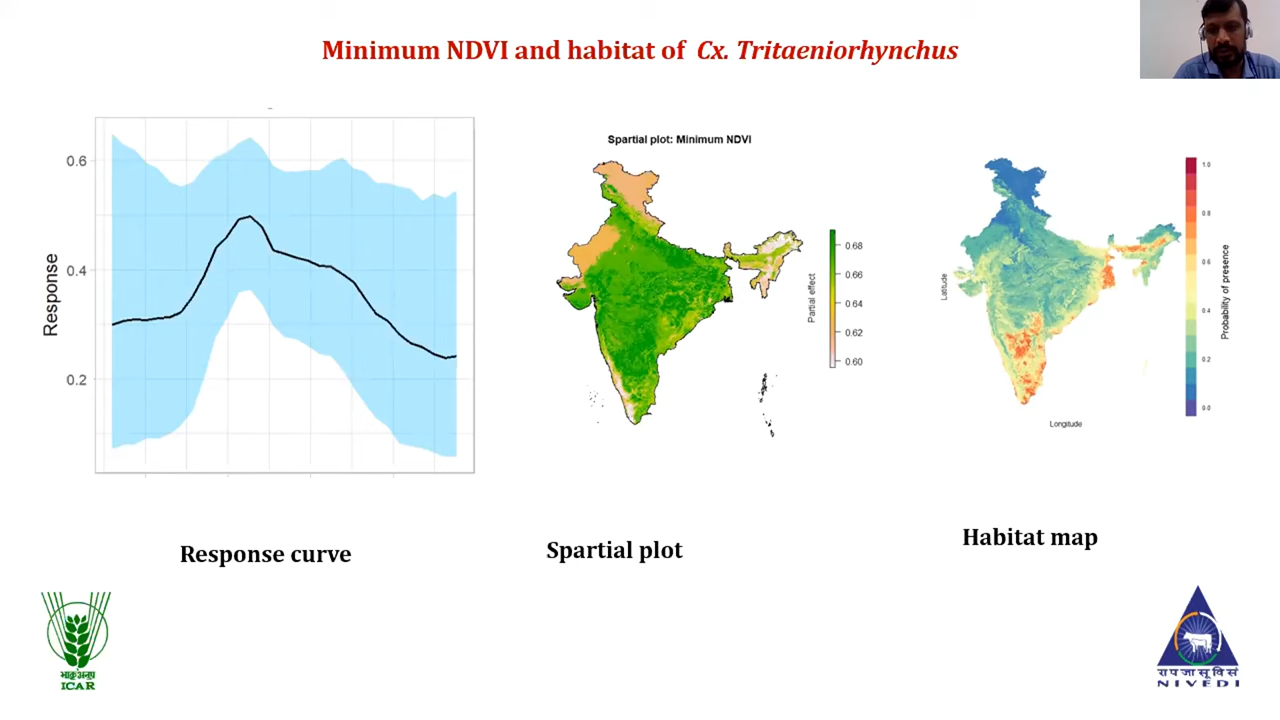 Minimum NDVI and habitat of Cx. Tritaeniorhynchus
Response
0.6
0.4
0.2
Spartial plot: Minimum NDVI
Partial effect
0.68
0.66
0.64
0.62
0.60
Latitude
Longitude
1.0
0.8
0.6
0.4
0.2
0.0
Probability of presence
Response curve
Spartial plot
Habitat map
भाकृअनुप
ICAR
रा प जा सू वि सं
NIVEDI